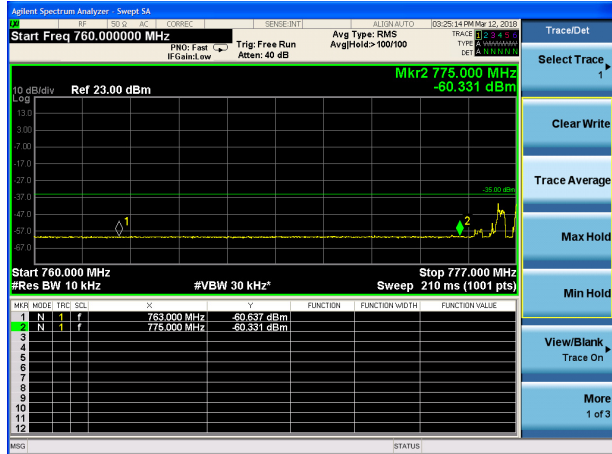 Agilent Spectrum Analyzer - Swept SA
RF 50 Ω AC CORREC SENSE:INT ALIGN AUTO 03:25:14 PM Mar 12, 2018
Start Freq 760.000000 MHz
PNO: Fast
IFGain:Low
Trig: Free Run
Atten: 40 dB
Avg Type: RMS
Avg|Hold:> 100/100
TRACE 1 2 3 4 5 6
TYPE A WWWWW
DET A N N N N N
Trace/Det
Select Trace
1
Clear Write
Trace Average
Max Hold
Min Hold
View/Blank
Trace On
More
1 of 3
Mkr2 775.000 MHz
-60.331 dBm
10 dB/div Ref 23.00 dBm
Log
13.0
3.00
-7.00
-17.0
-27.0
-35.00 dBm
-37.0
-47.0
-57.0
-67.0
1
2
Start 760.000 MHz Stop 777.000 MHz
#Res BW 10 kHz #VBW 30 kHz* Sweep 210 ms (1001 pts)
MKR MODE TRC SCL X Y FUNCTION FUNCTION WIDTH FUNCTION VALUE
1 N 1 f 763.000 MHz -60.637 dBm
2 N 1 f 775.000 MHz -60.331 dBm
3
4
5
6
7
8
9
10
11
12
MSG STATUS